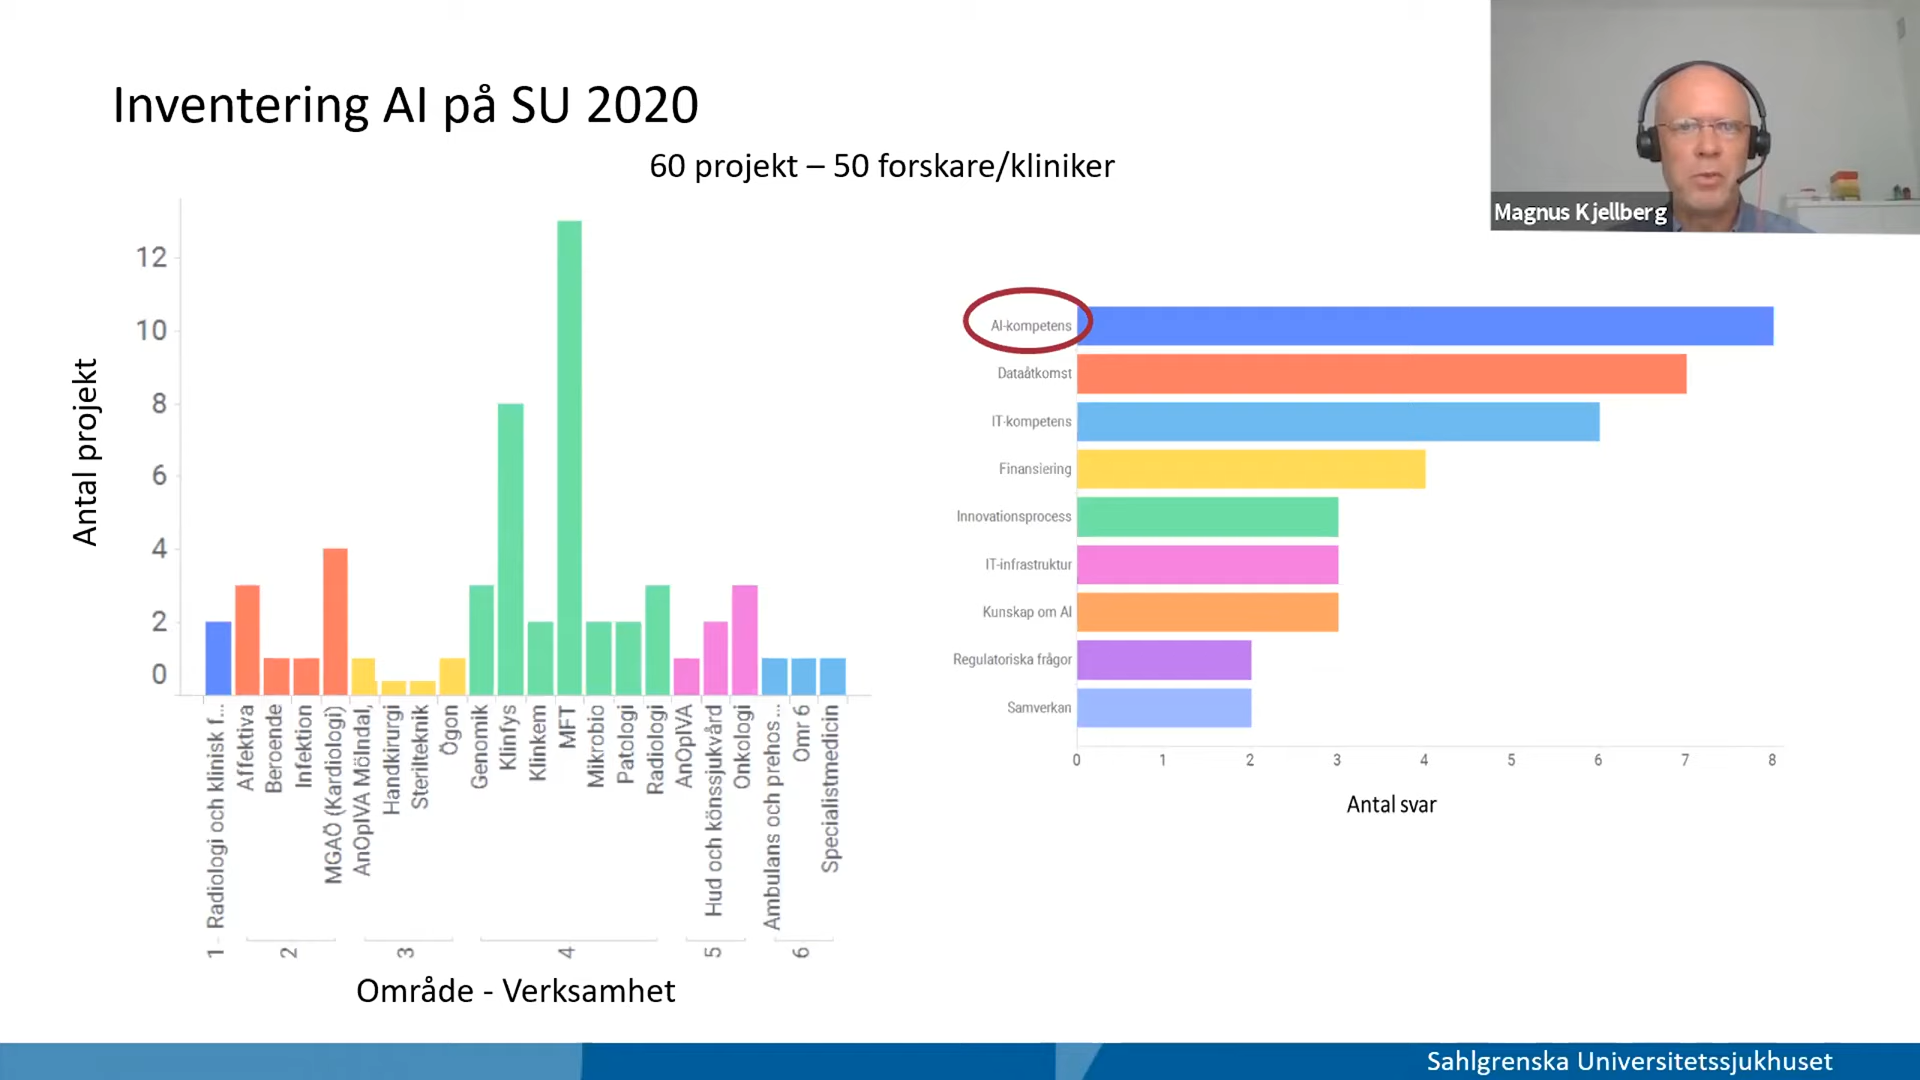 Inventering AI på SU 2020
60 projekt – 50 forskare/kliniker
Magnus Kjellberg
Antal projekt
12
10
8
6
4
2
0
1 - Radiologi och klinisk f...
Affektiva
Beroende
Infektion
MGAÖ (Kardiologi)
AnOpIVA Mölndal,
Handkirurgi
Sterilteknik
Ögon
Genomik
Klinfys
Klinkem
MFT
Mikrobio
Patologi
Radiologi
AnOpIVA
Hud och könssjukvård
Onkologi
Ambulans och prehos...
Omr 6
Specialistmedicin
2
3
4
5
6
Område - Verksamhet
AI-kompetens
Dataåtkomst
IT-kompetens
Finansiering
Innovationsprocess
IT-infrastruktur
Kunskap om AI
Regulatoriska frågor
Samverkan
0 1 2 3 4 5 6 7 8
Antal svar
Sahlgrenska Universitetssjukhuset